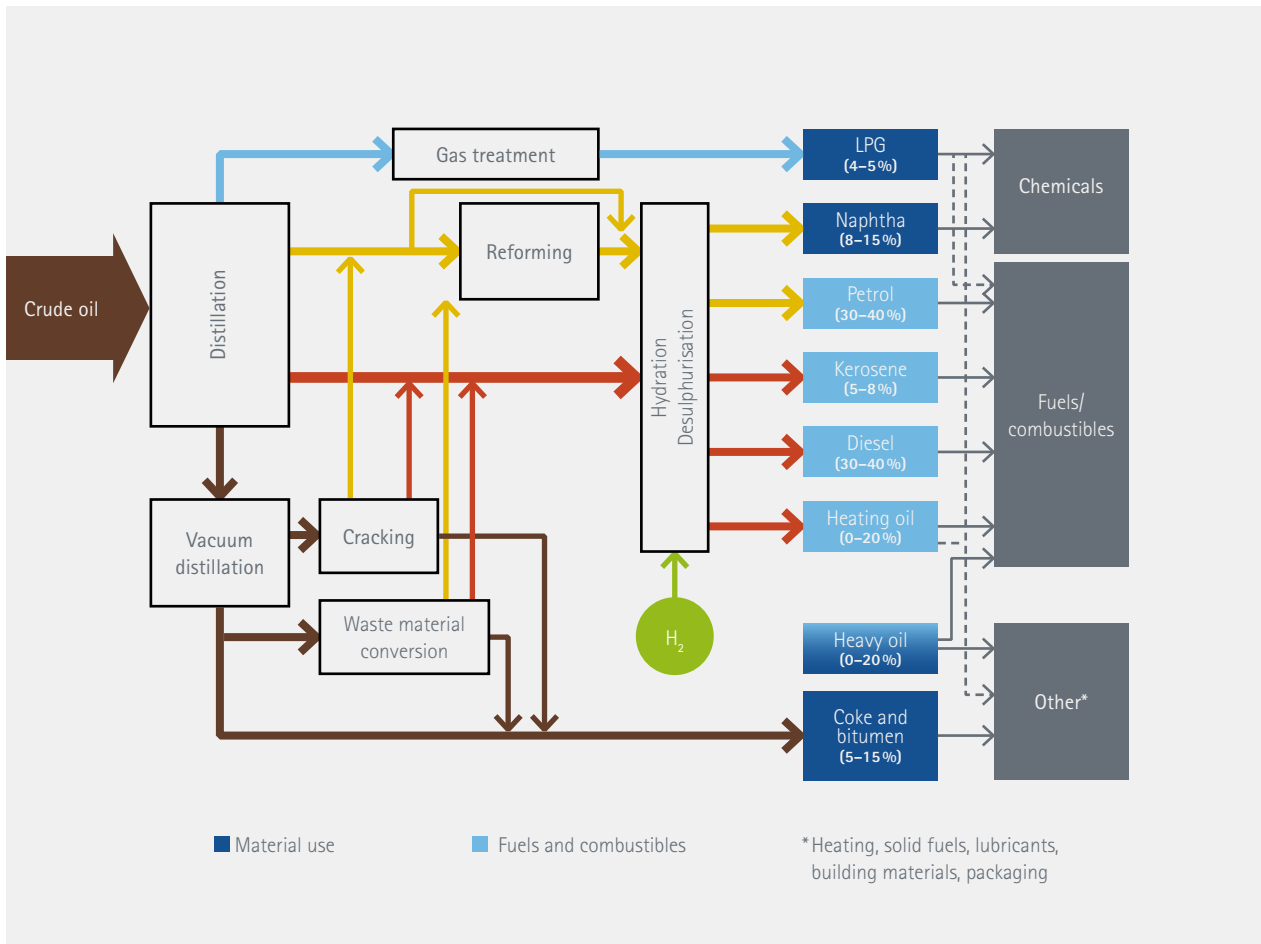 Crude oil
Distillation
Gas treatment
Reforming
Vacuum
distillation
Cracking
Waste material
conversion
Hydration
Desulphurisation
H₂
LPG
(4–5%)
Naphtha
(8–15%)
Petrol
(30–40%)
Kerosene
(5–8%)
Diesel
(30–40%)
Heating oil
(0–20%)
Heavy oil
(0–20%)
Coke and
bitumen
(5–15%)
Chemicals
Fuels/
combustibles
Other*
Material use
Fuels and combustibles
* Heating, solid fuels, lubricants,
building materials, packaging